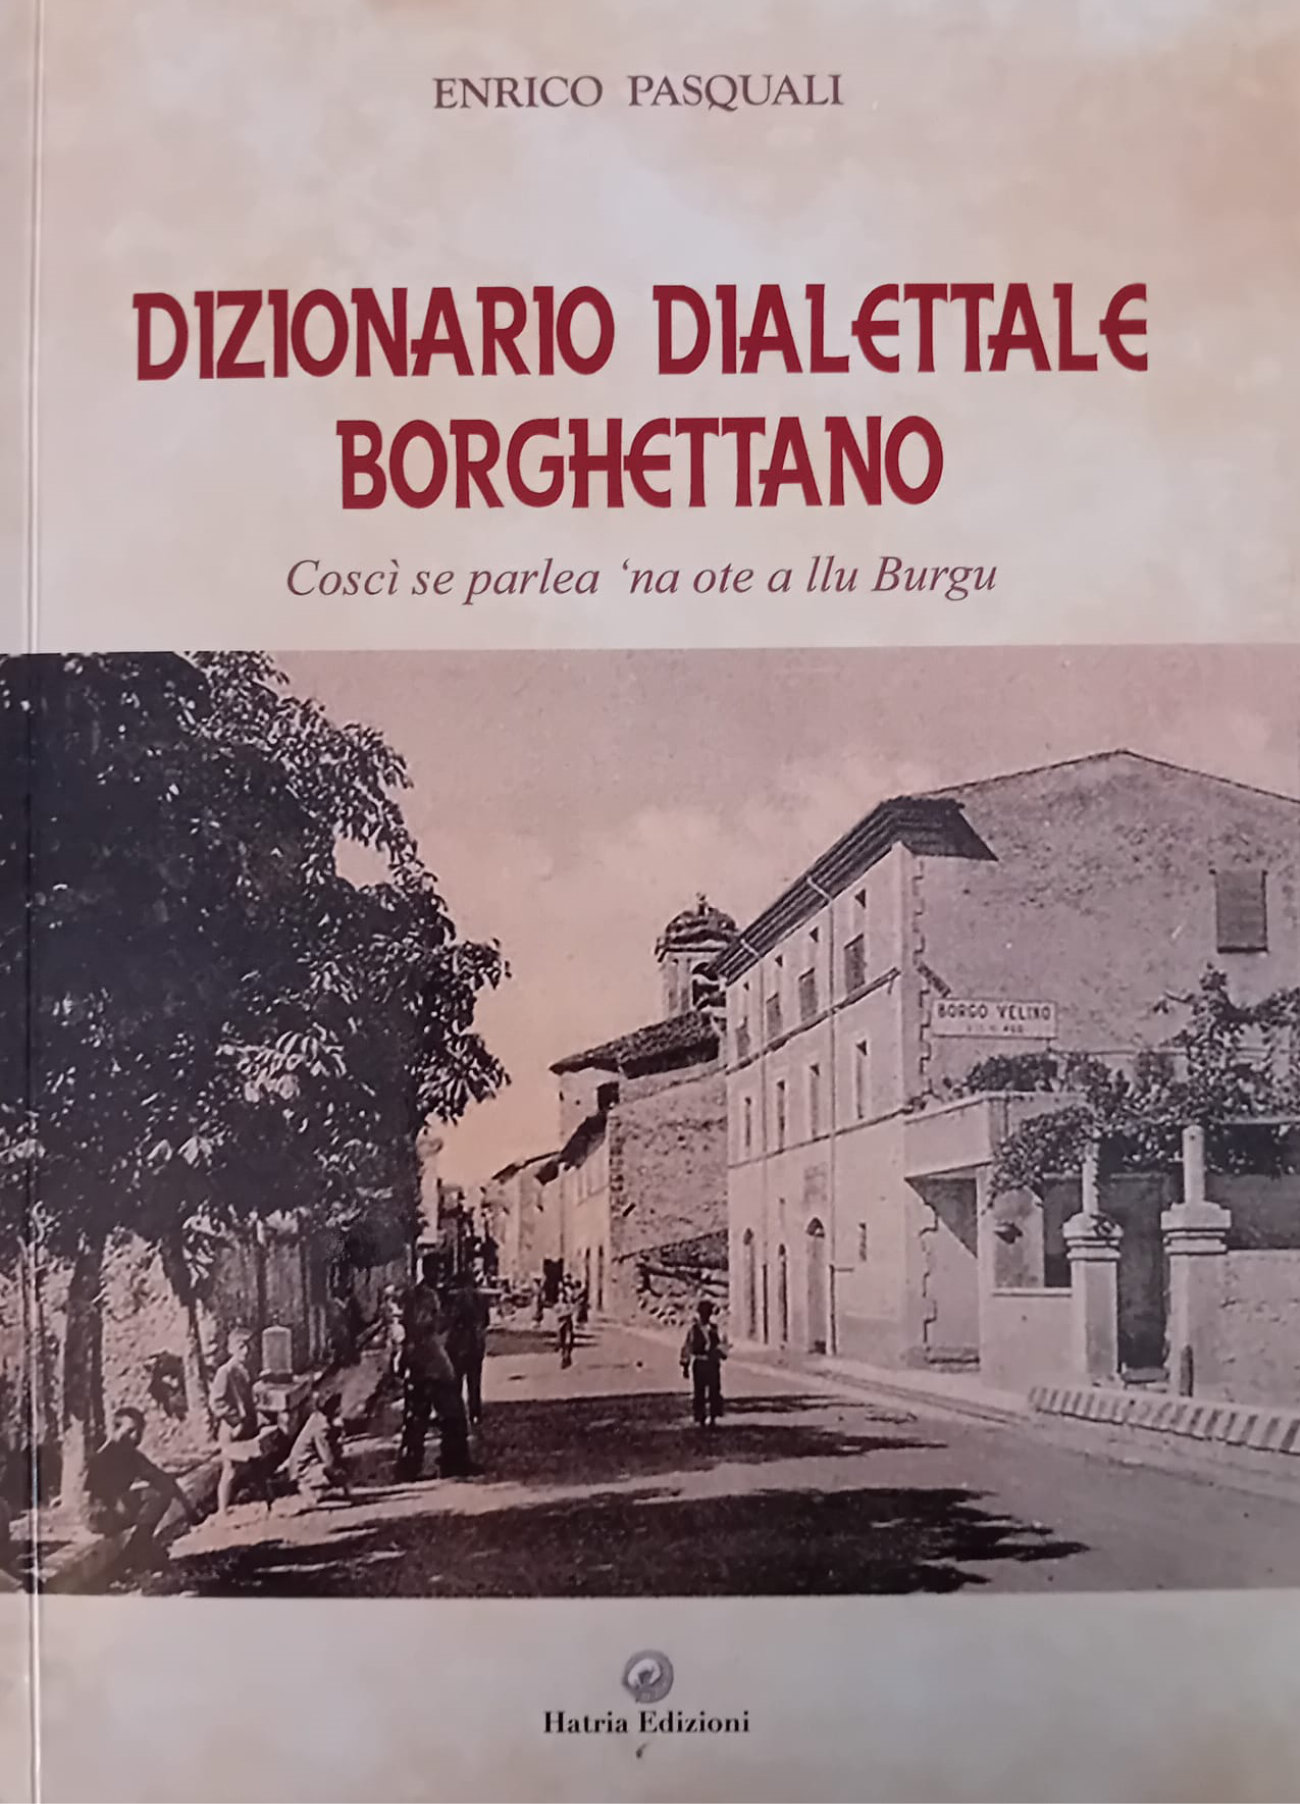 ENRICO PASQUALI
DIZIONARIO DIALETTALE
BORGHETTANO
Coscì se parlea ‘na ote a llu Burgu
BORGO VELINO
Hatria Edizioni